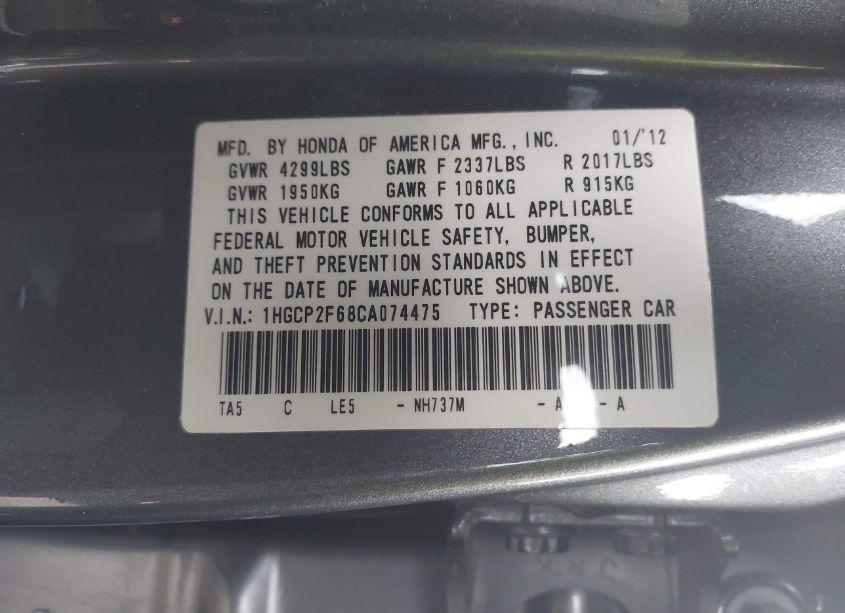 MFD. BY HONDA OF AMERICA MFG., INC. 01/'12
GVWR 4299LBS GAWR F 2337LBS R 2017LBS
GVWR 1950KG GAWR F 1060KG R 915KG
THIS VEHICLE CONFORMS TO ALL APPLICABLE
FEDERAL MOTOR VEHICLE SAFETY, BUMPER,
AND THEFT PREVENTION STANDARDS IN EFFECT
ON THE DATE OF MANUFACTURE SHOWN ABOVE.
V.I.N.: 1HGCP2F68CA074475 TYPE: PASSENGER CAR
TA5 C LE5 - NH737M - A - A